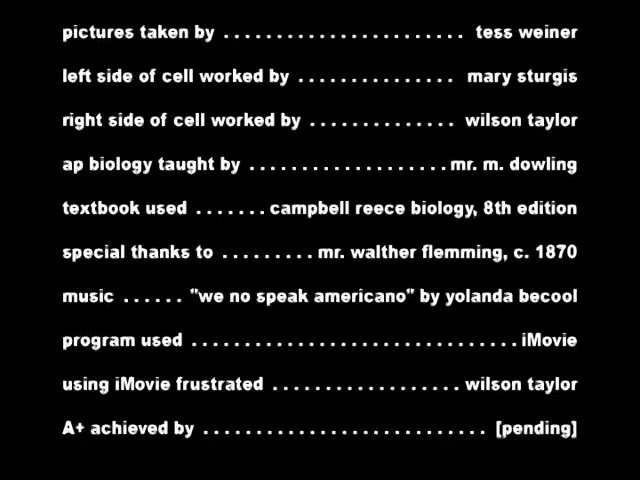 pictures taken by ....................... tess weiner
left side of cell worked by ............... mary sturgis
right side of cell worked by .............. wilson taylor
ap biology taught by ................... mr. m. dowling
textbook used ....... campbell reece biology, 8th edition
special thanks to ......... mr. walther flemming, c. 1870
music ...... "we no speak americano" by yolanda becool
program used ............................... iMovie
using iMovie frustrated .................. wilson taylor
A+ achieved by ........................... [pending]